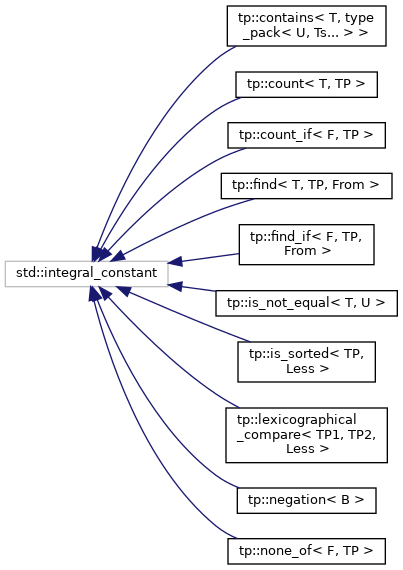 tp::contains< T, type
_pack< U, Ts... > >
tp::count< T, TP >
tp::count_if< F, TP >
tp::find< T, TP, From >
tp::find_if< F, TP,
From >
std::integral_constant
tp::is_not_equal< T, U >
tp::is_sorted< TP,
Less >
tp::lexicographical
_compare< TP1, TP2,
Less >
tp::negation< B >
tp::none_of< F, TP >